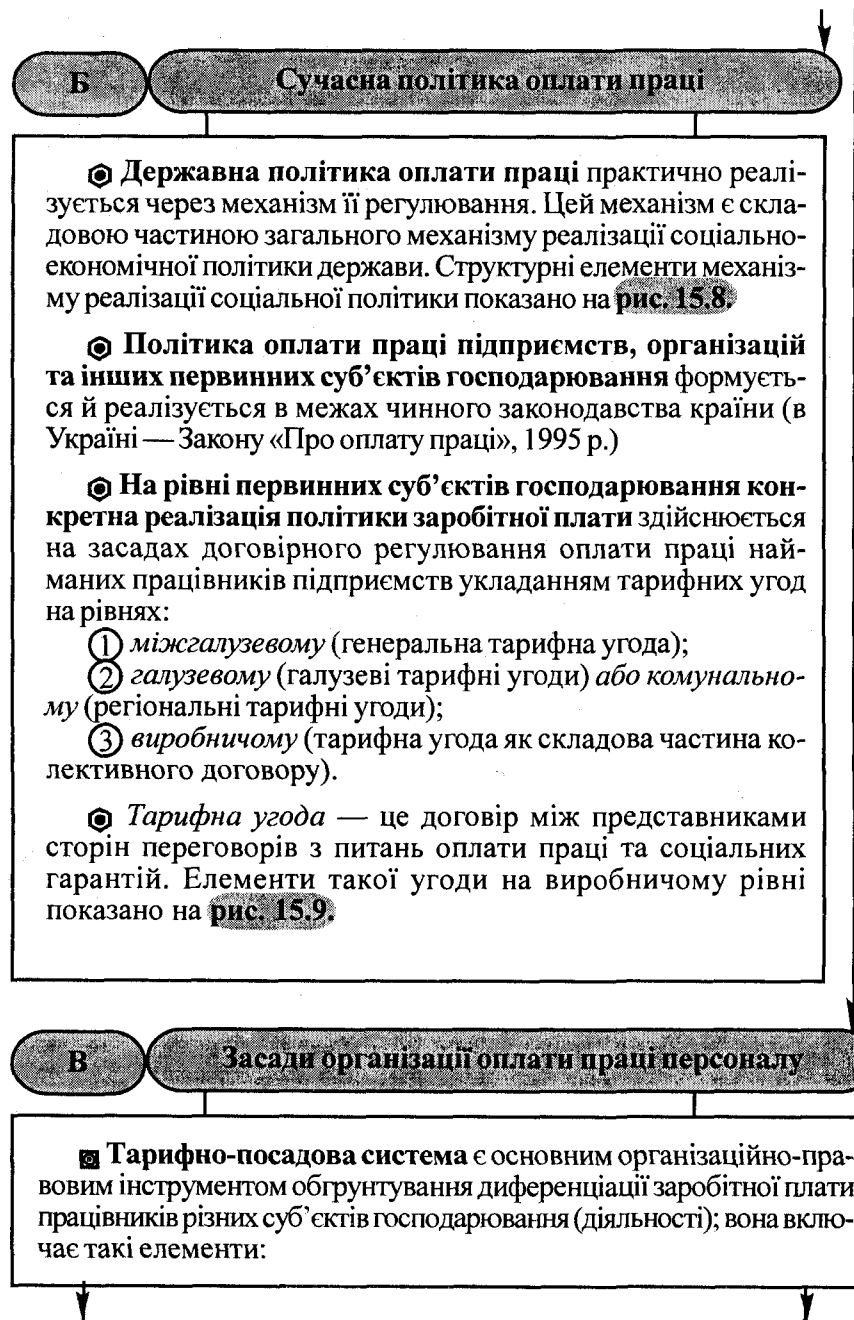 Б Сучасна політика оплати праці
Державна політика оплати праці практично реалі-
зується через механізм її регулювання. Цей механізм є скла-
довою частиною загального механізму реалізації соціально-
економічної політики держави. Структурні елементи механіз-
му реалізації соціальної політики показано на рис. 15.8.
Політика оплати праці підприємств, організацій
та інших первинних суб’єктів господарювання формуєть-
ся й реалізується в межах чинного законодавства країни (в
Україні — Закону «Про оплату праці», 1995 р.)
На рівні первинних суб’єктів господарювання кон-
кретна реалізація політики заробітної плати здійснюється
на засадах договірного регулювання оплати праці най-
маних працівників підприємств укладанням тарифних угод
на рівнях:
① міжгалузевому (генеральна тарифна угода);
② галузевому (галузеві тарифні угоди) або комунально-
му (регіональні тарифні угоди);
③ виробничому (тарифна угода як складова частина ко-
лективного договору).
Тарифна угода — це договір між представниками
сторін переговорів з питань оплати праці та соціальних
гарантій. Елементи такої угоди на виробничому рівні
показано на рис. 15.9.
В Засади організації оплати праці персоналу
Тарифно-посадова система є основним організаційно-пра-
вовим інструментом обґрунтування диференціації заробітної плати
працівників різних суб’єктів господарювання (діяльності); вона вклю-
чає такі елементи: